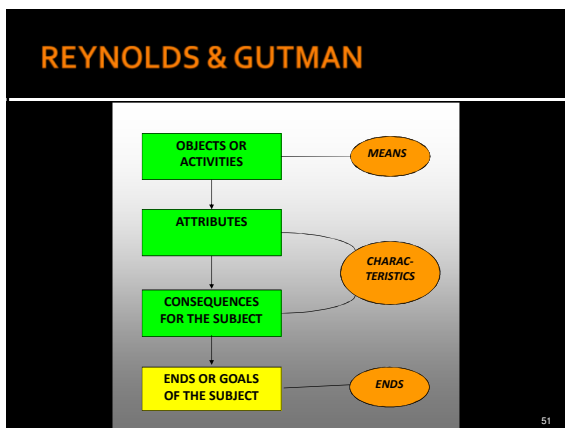 REYNOLDS & GUTMAN
OBJECTS OR
ACTIVITIES
MEANS
ATTRIBUTES
CHARAC-
TERISTICS
CONSEQUENCES
FOR THE SUBJECT
ENDS OR GOALS
OF THE SUBJECT
ENDS
51